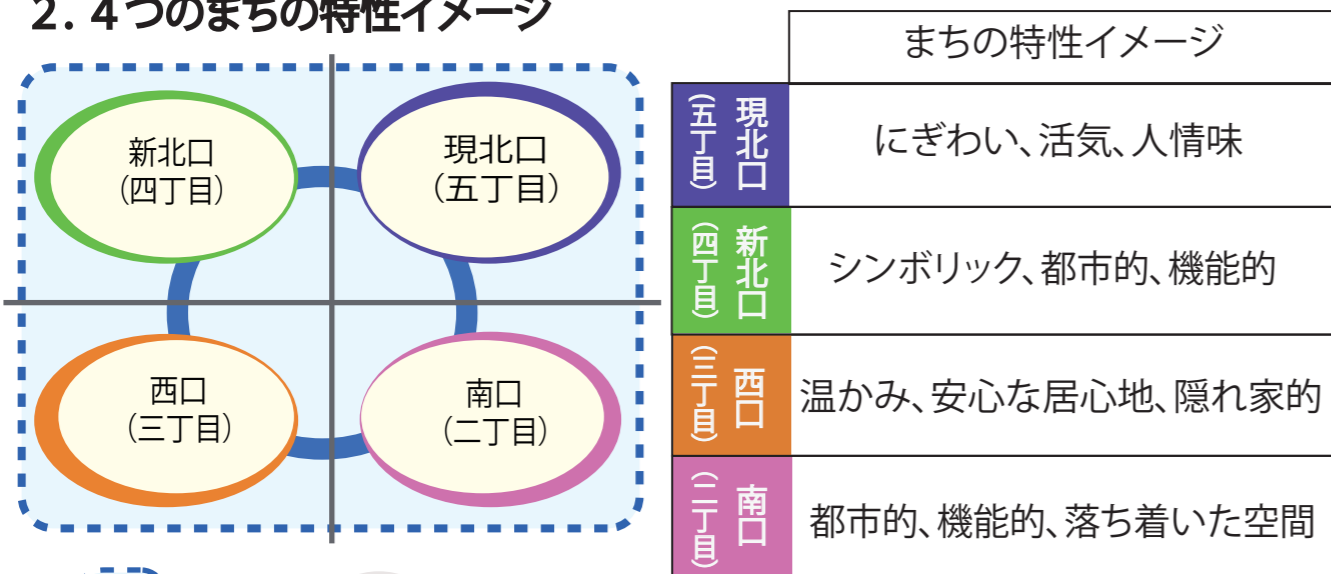 2. 4つのまちの特性イメージ
新北口
(四丁目)
現北口
(五丁目)
西口
(三丁目)
南口
(二丁目)
まちの特性イメージ
現北口
(五丁目)
にぎわい、活気、人情味
新北口
(四丁目)
シンボリック、都市的、機能的
西口
(三丁目)
温かみ、安心な居心地、隠れ家的
南口
(二丁目)
都市的、機能的、落ち着いた空間